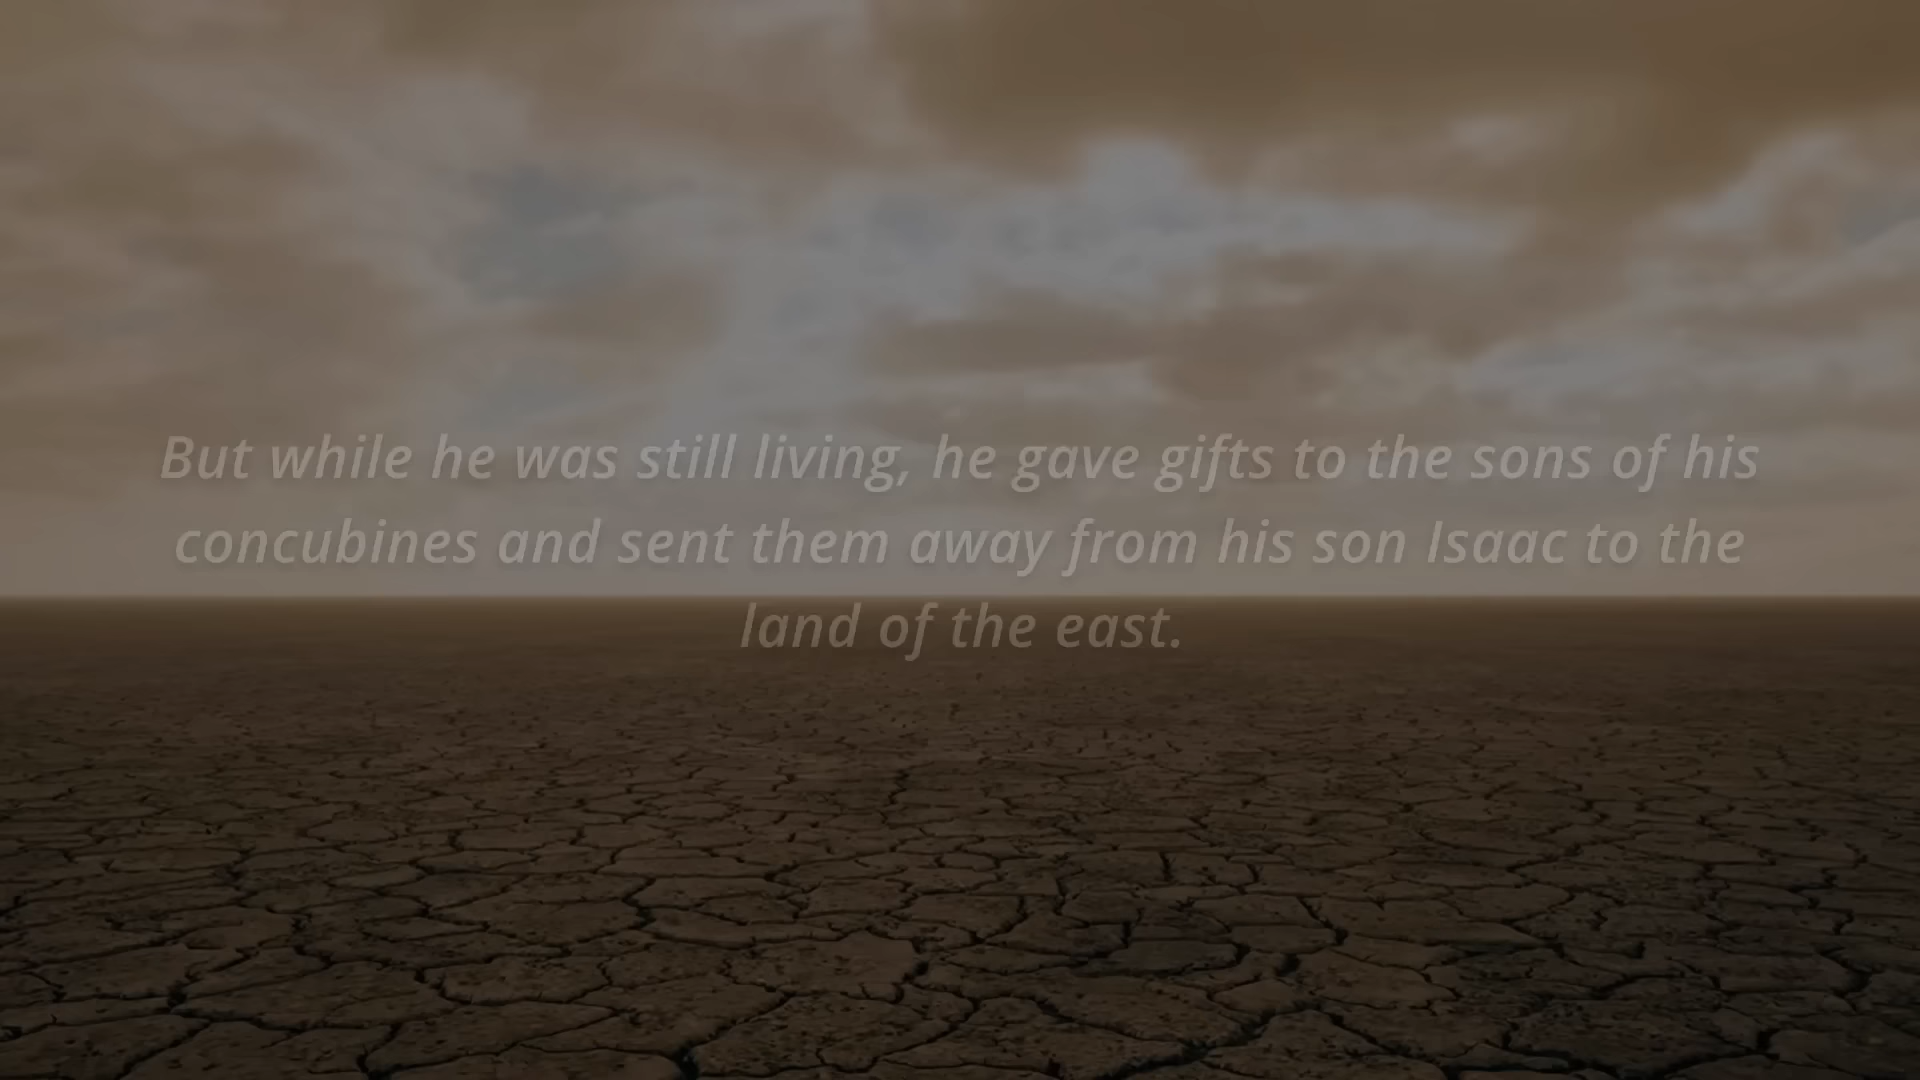 But while he was still living, he gave gifts to the sons of his
concubines and sent them away from his son Isaac to the
land of the east.